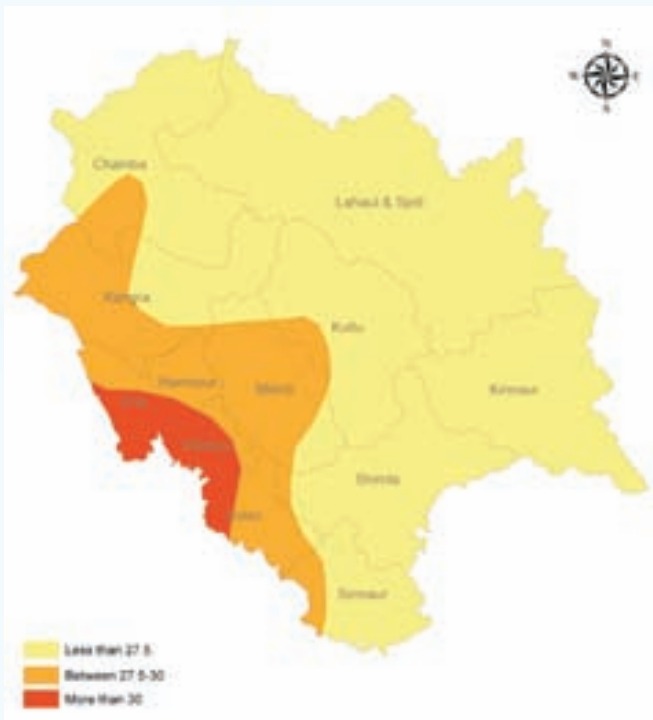 N
W E
S
Chamba
Lahaul & Spiti
Kangra
Kullu
Hamirpur
Mandi
Kinnaur
Una
Bilaspur
Shimla
Solan
Sirmaur
Less than 27.5
Between 27.5-30
More than 30